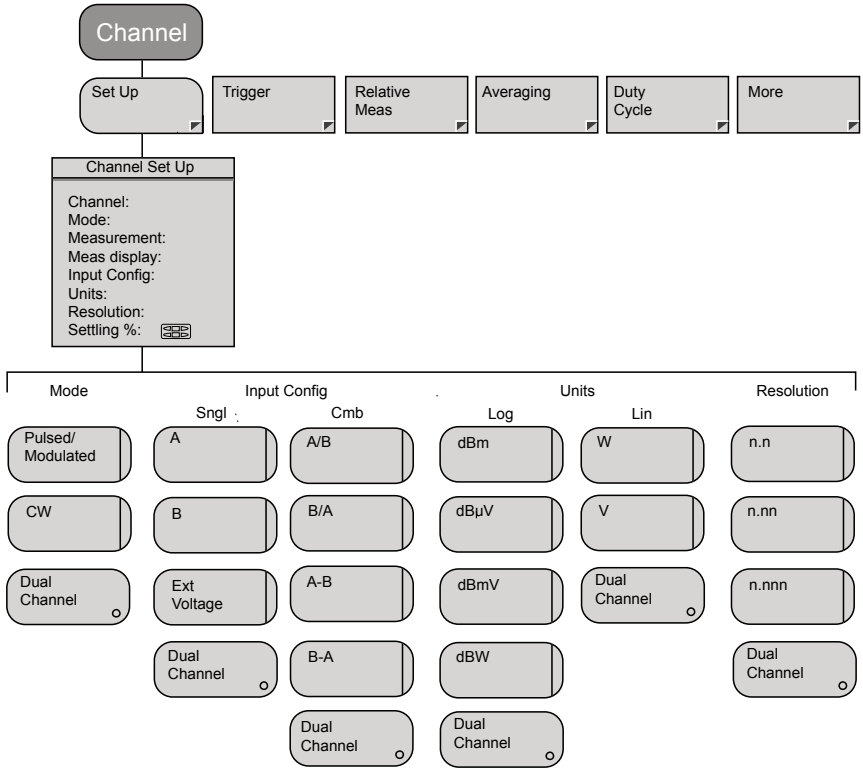 Channel
Set Up
Trigger
Relative
Meas
Averaging
Duty
Cycle
More
Channel Set Up
Channel:
Mode:
Measurement:
Meas display:
Input Config:
Units:
Resolution:
Settling %:
Mode
Input Config
Units
Resolution
Sngl :
Cmb
Log
Lin
Pulsed/
Modulated
A
A/B
dBm
W
n.n
CW
B
B/A
dBµV
V
n.nn
Dual
Channel
Ext
Voltage
A-B
dBmV
Dual
Channel
n.nnn
Dual
Channel
B-A
dBW
Dual
Channel
Dual
Channel
Dual
Channel